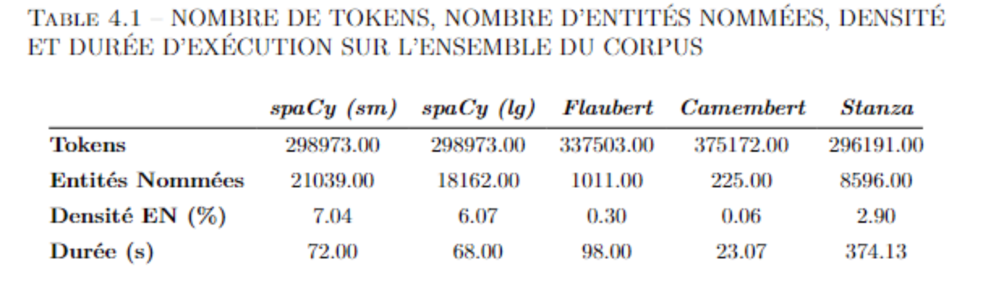 TABLE 4.1 – NOMBRE DE TOKENS, NOMBRE D'ENTITÉS NOMMÉES, DENSITÉ
ET DURÉE D'EXÉCUTION SUR L'ENSEMBLE DU CORPUS
spaCy (sm) spaCy (lg) Flaubert Camembert Stanza
Tokens 298973.00 298973.00 337503.00 375172.00 296191.00
Entités Nommées 21039.00 18162.00 1011.00 225.00 8596.00
Densité EN (%) 7.04 6.07 0.30 0.06 2.90
Durée (s) 72.00 68.00 98.00 23.07 374.13